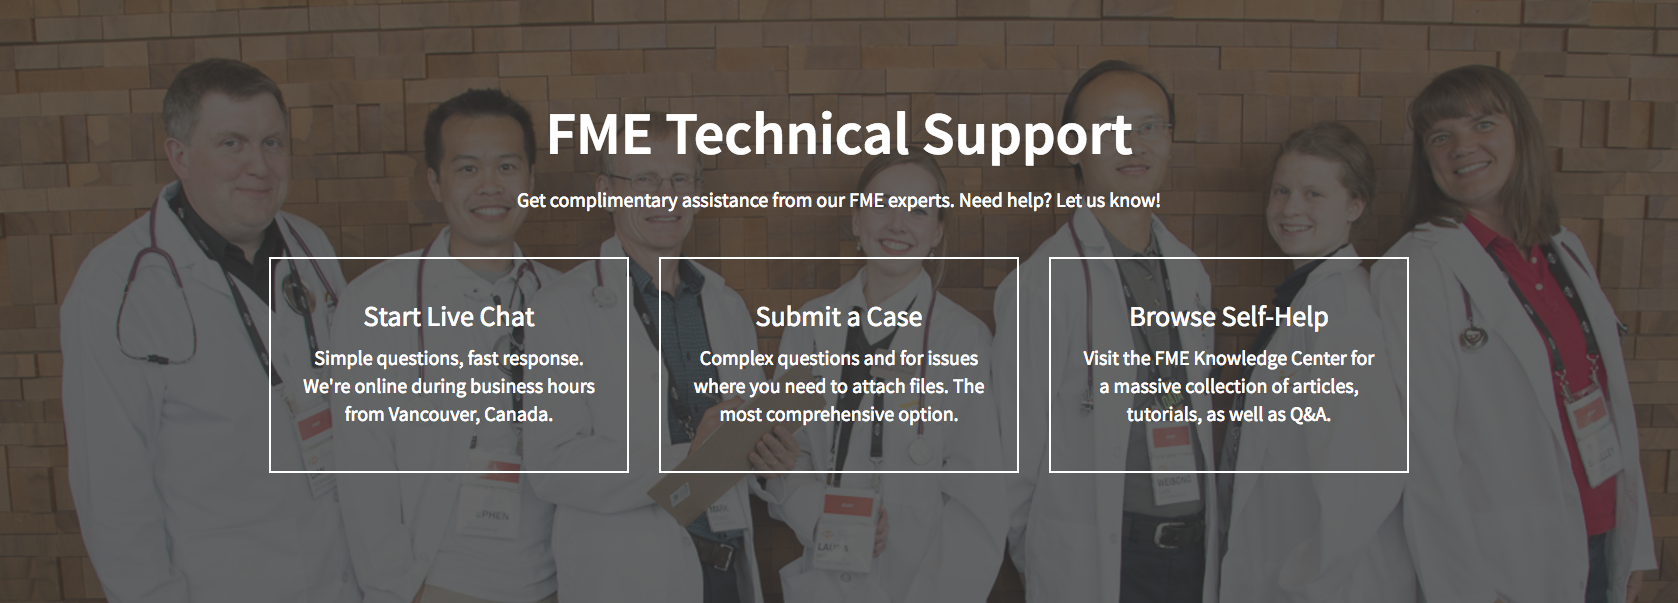 FME Technical Support
Get complimentary assistance from our FME experts. Need help? Let us know!
Start Live Chat
Simple questions, fast response.
We're online during business hours
from Vancouver, Canada.
Submit a Case
Complex questions and for issues
where you need to attach files. The
most comprehensive option.
Browse Self-Help
Visit the FME Knowledge Center for
a massive collection of articles,
tutorials, as well as Q&A.